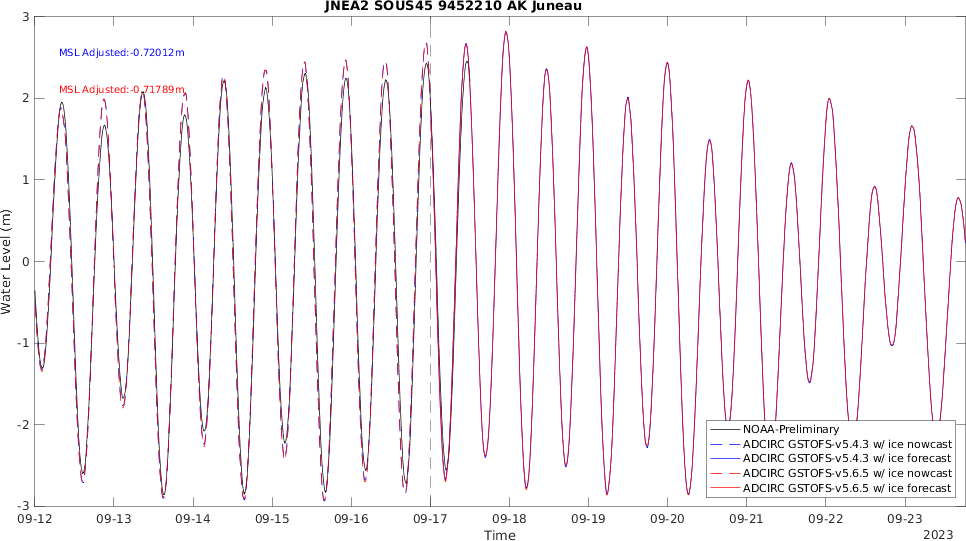 JNEA2 SOUS45 9452210 AK Juneau
3
MSL Adjusted:-0.72012m
MSL Adjusted:-0.71789m
2
1
0
-1
-2
-3
Water Level (m)
NOAA-Preliminary
ADCIRC GSTOFS-v5.4.3 w/ ice nowcast
ADCIRC GSTOFS-v5.4.3 w/ ice forecast
ADCIRC GSTOFS-v5.6.5 w/ ice nowcast
ADCIRC GSTOFS-v5.6.5 w/ ice forecast
09-12 09-13 09-14 09-15 09-16 09-17 09-18 09-19 09-20 09-21 09-22 09-23
Time
2023